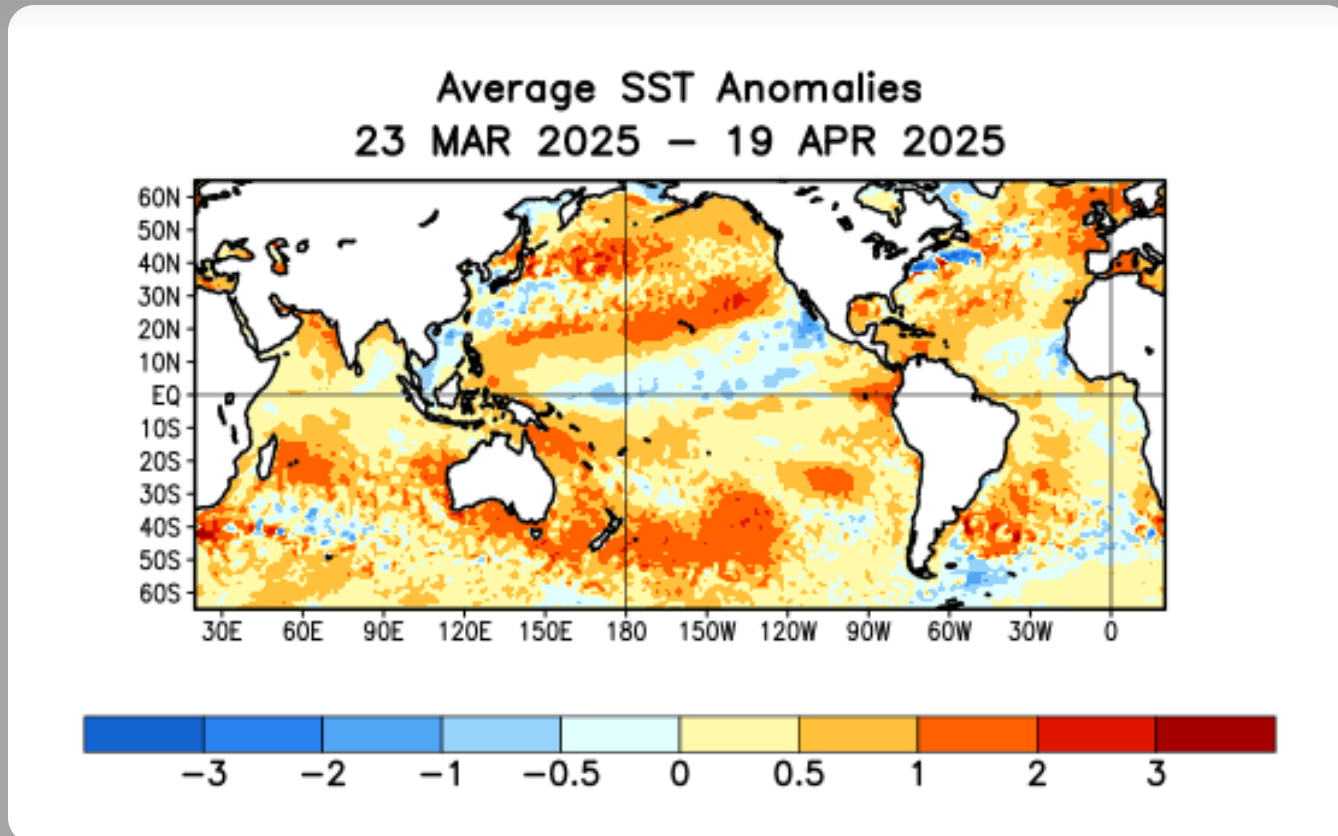 Average SST Anomalies
23 MAR 2025 – 19 APR 2025
60N
50N
40N
30N
20N
10N
EQ
10S
20S
30S
40S
50S
60S
30E 60E 90E 120E 150E 180 150W 120W 90W 60W 30W 0
−3 −2 −1 −0.5 0 0.5 1 2 3